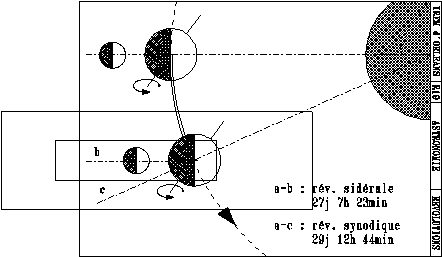 b
c
a-b : rév. sidérale
27j 7h 23min
a-c : rév. synodique
29j 12h 44min
ASTRONOMIE
REVOLUTIONS